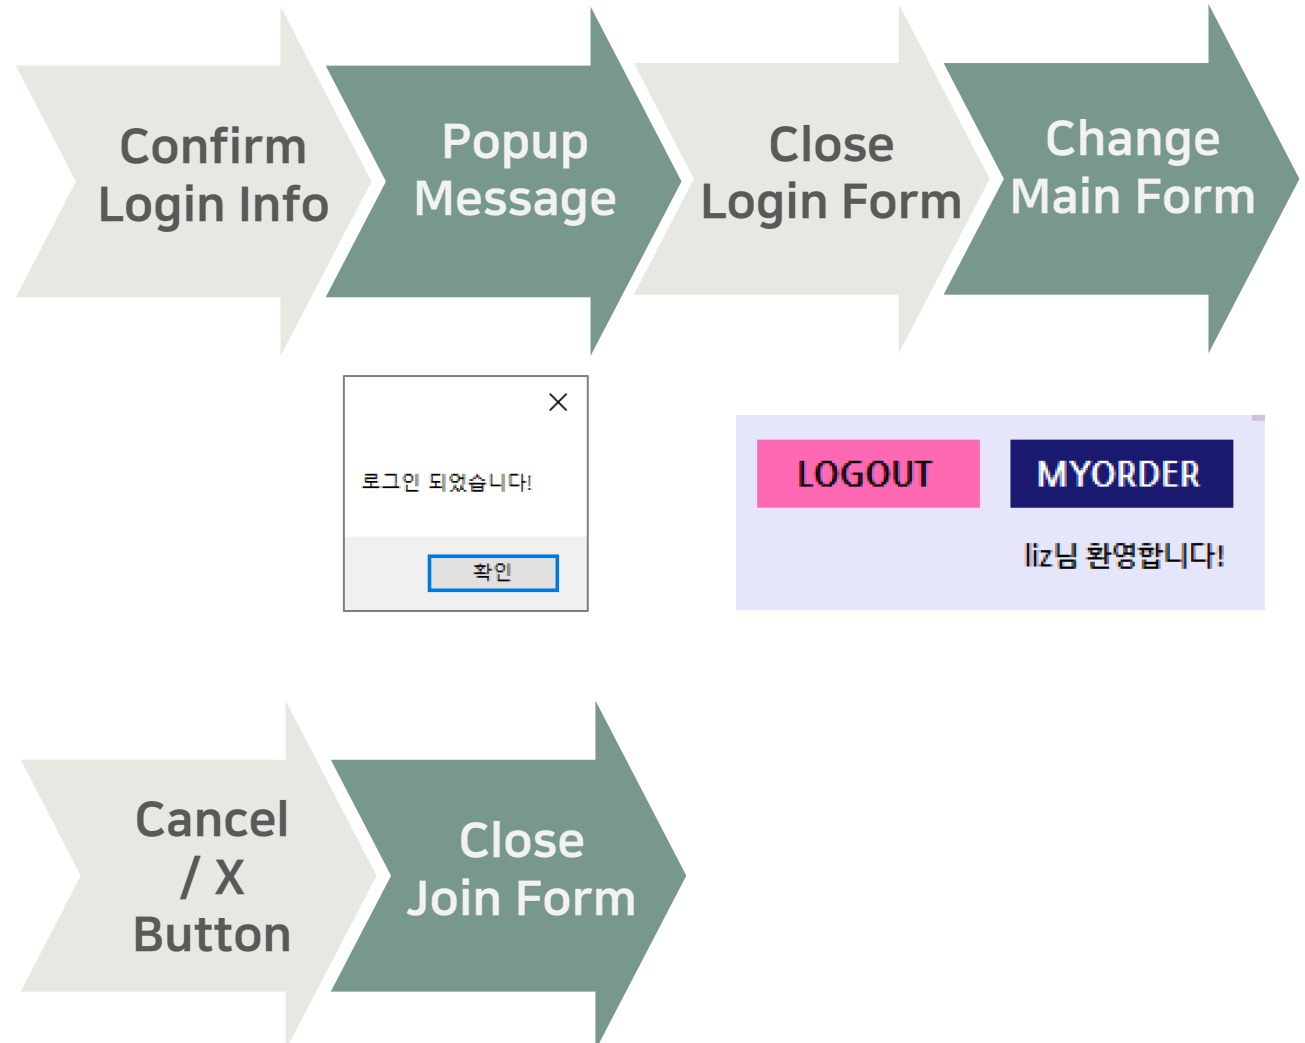 Confirm
Login Info
Popup
Message
Close
Login Form
Change
Main Form
로그인 되었습니다!
확인
LOGOUT
MYORDER
liz님 환영합니다!
Cancel
/ X
Button
Close
Join Form